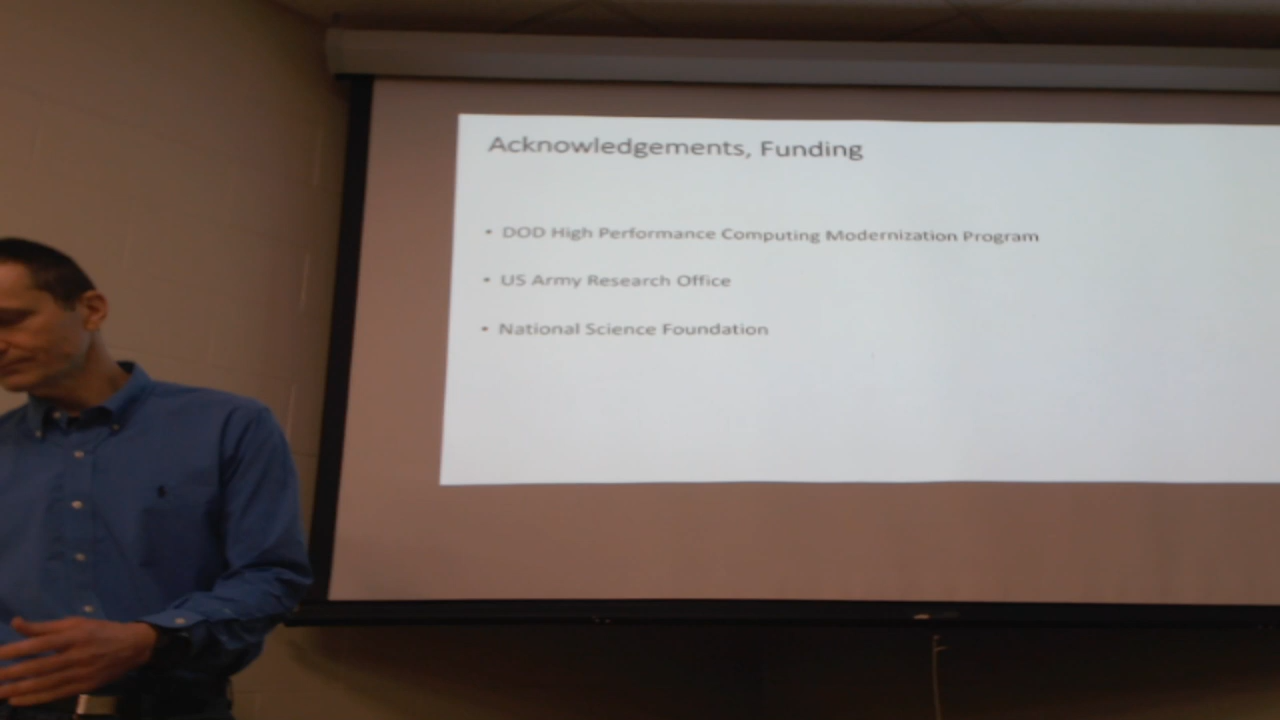 Acknowledgements, Funding
• DOD High Performance Computing Modernization Program
• US Army Research Office
• National Science Foundation